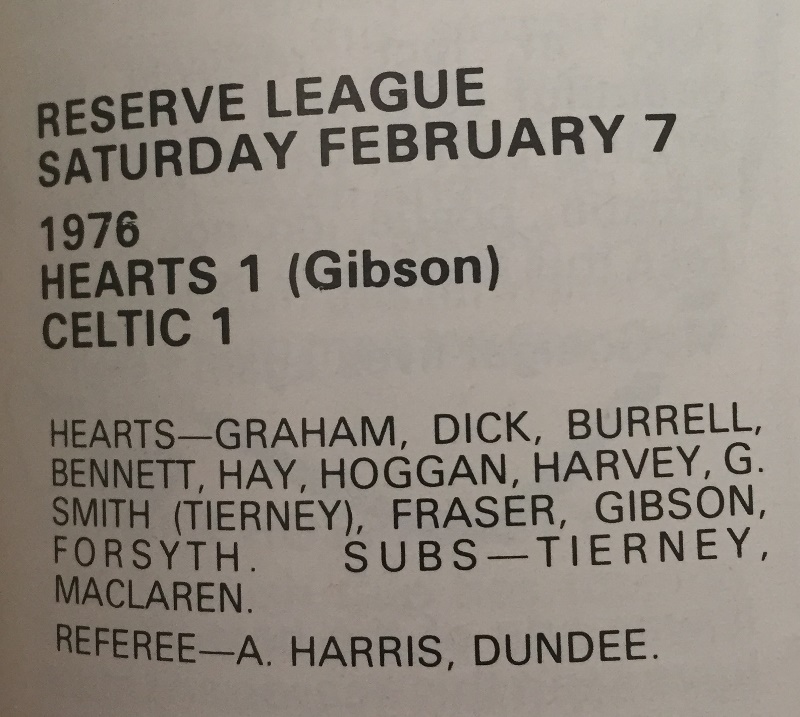 RESERVE LEAGUE
SATURDAY FEBRUARY 7
1976
HEARTS 1 (Gibson)
CELTIC 1
HEARTS—GRAHAM, DICK, BURRELL,
BENNETT, HAY, HOGGAN, HARVEY, G.
SMITH (TIERNEY), FRASER, GIBSON,
FORSYTH. SUBS—TIERNEY,
MACLAREN.
REFEREE—A. HARRIS, DUNDEE.